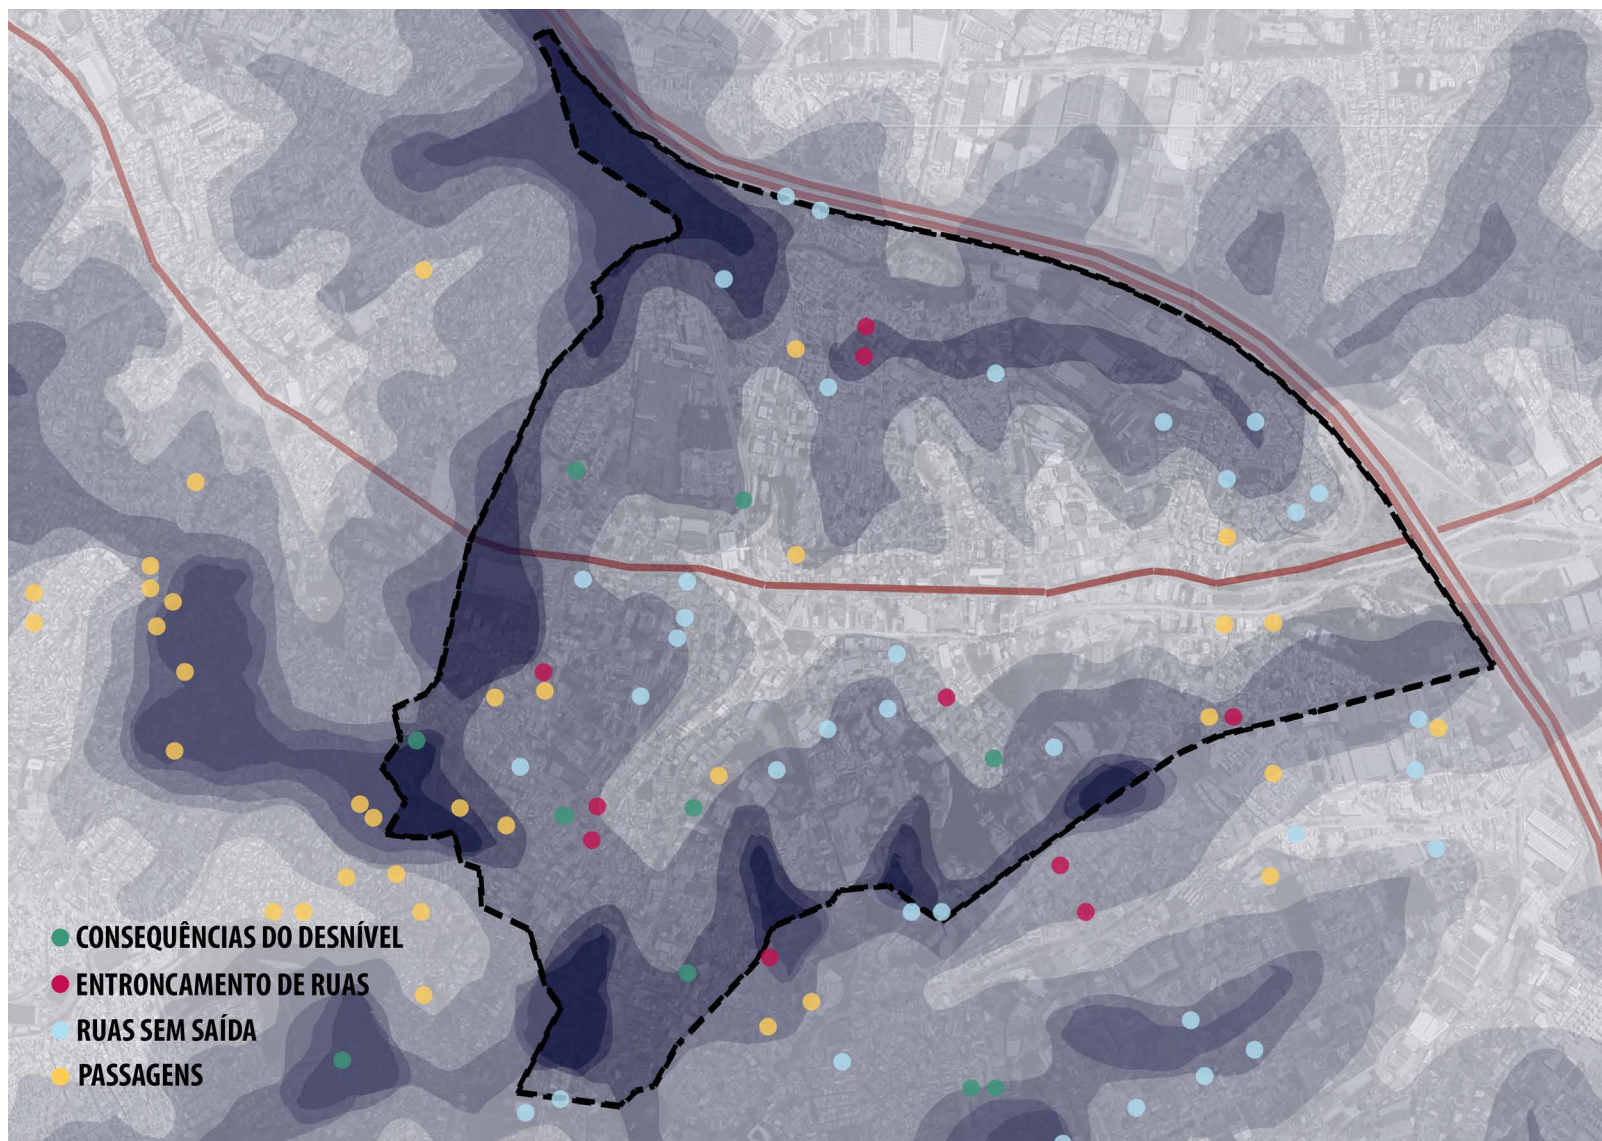 CONSEQUÊNCIAS DO DESNÍVEL
ENTRONCAMENTO DE RUAS
RUAS SEM SAÍDA
PASSAGENS